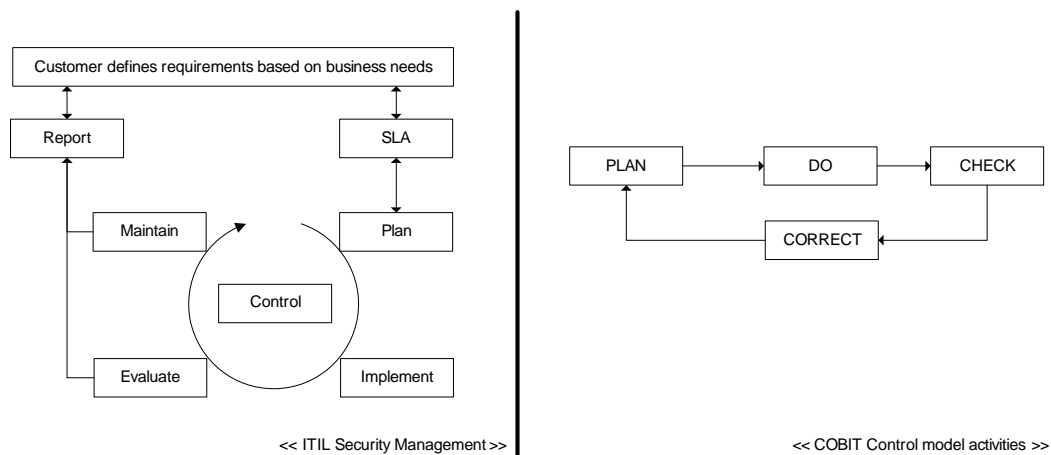 Customer defines requirements based on business needs
Report
SLA
Maintain
Plan
Control
Evaluate
Implement
<< ITIL Security Management >>
PLAN
DO
CHECK
CORRECT
<< COBIT Control model activities >>